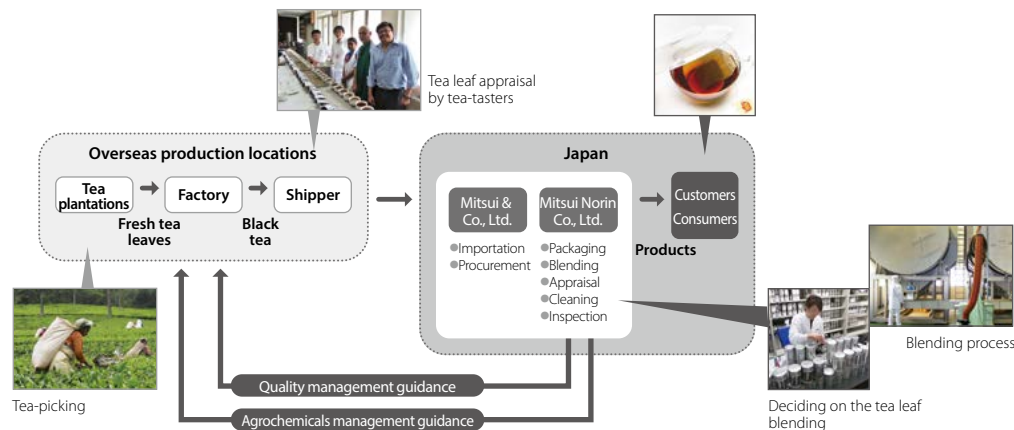 Tea leaf appraisal
by tea-tasters
Overseas production locations
Tea
plantations
Factory
Shipper
Fresh tea
leaves
Black
tea
Japan
Mitsui &
Co., Ltd.
●Importation
●Procurement
Mitsui Norin
Co., Ltd.
●Packaging
●Blending
●Appraisal
●Cleaning
●Inspection
Products
Customers
Consumers
Tea-picking
Quality management guidance
Agrochemicals management guidance
Deciding on the tea leaf
blending
Blending process